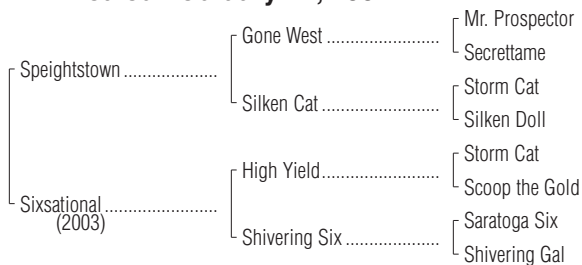 Mr. Prospector
Gone West
Secrettame
Speightstown
Storm Cat
Silken Cat
Silken Doll
Storm Cat
High Yield
Scoop the Gold
Sixsational
(2003)
Saratoga Six
Shivering Six
Shivering Gal